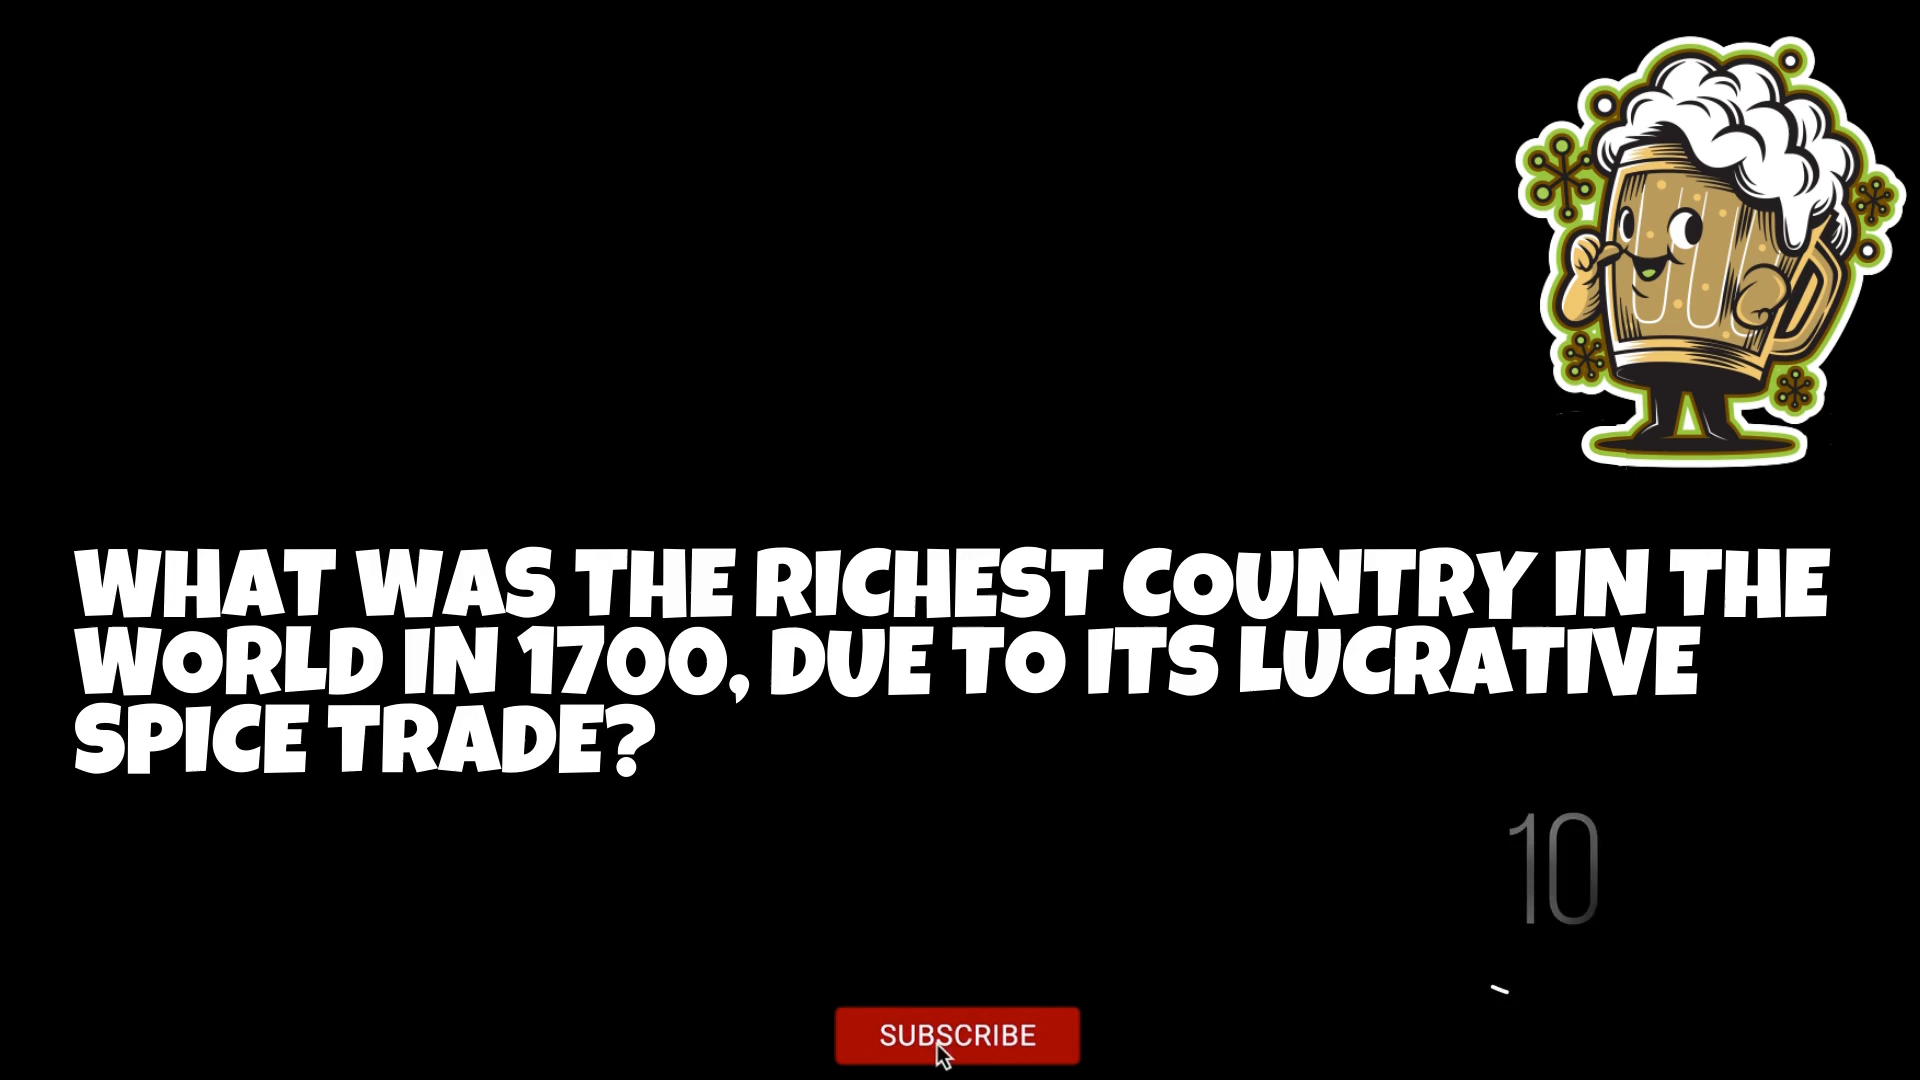 WHAT WAS THE RICHEST COUNTRY IN THE
WORLD IN 1700, DUE TO ITS LUCRATIVE
SPICE TRADE?
10
SUBSCRIBE